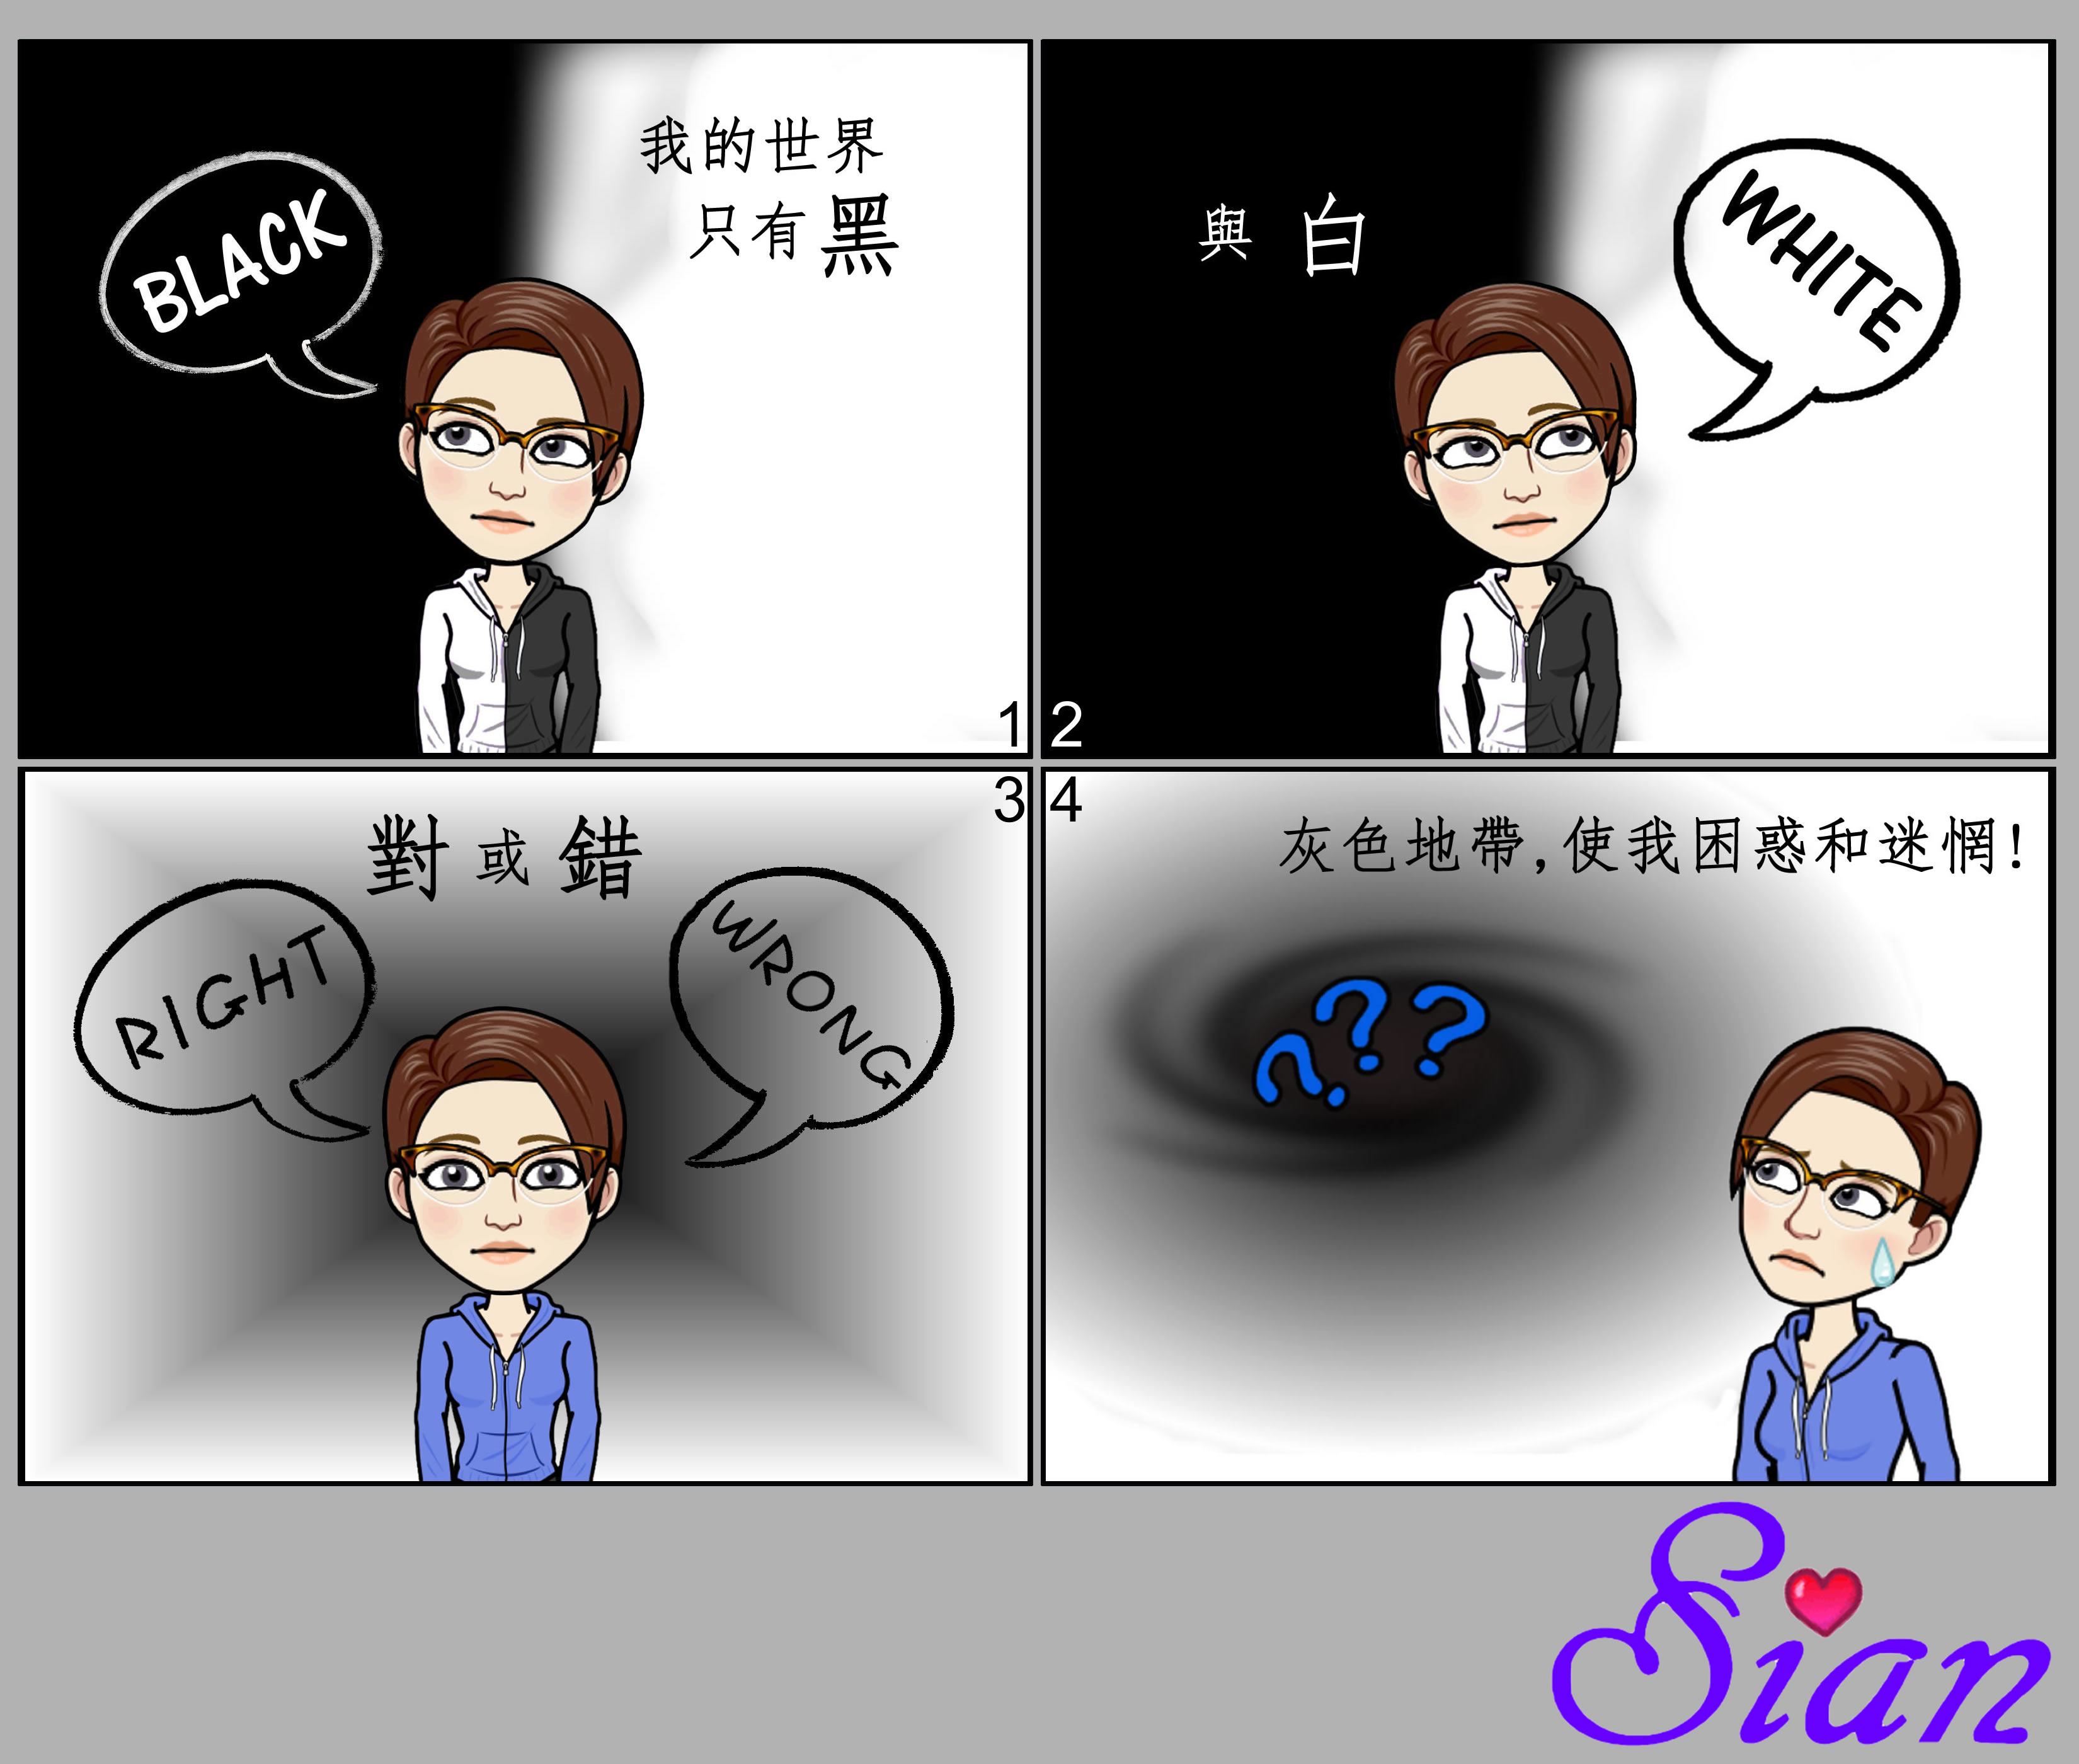 BLACK
我的世界
只有黑
1
與白
WHITE
2
對或錯
RIGHT
WRONG
3
4
灰色地帶,使我困惑和迷惘!
???
Sian